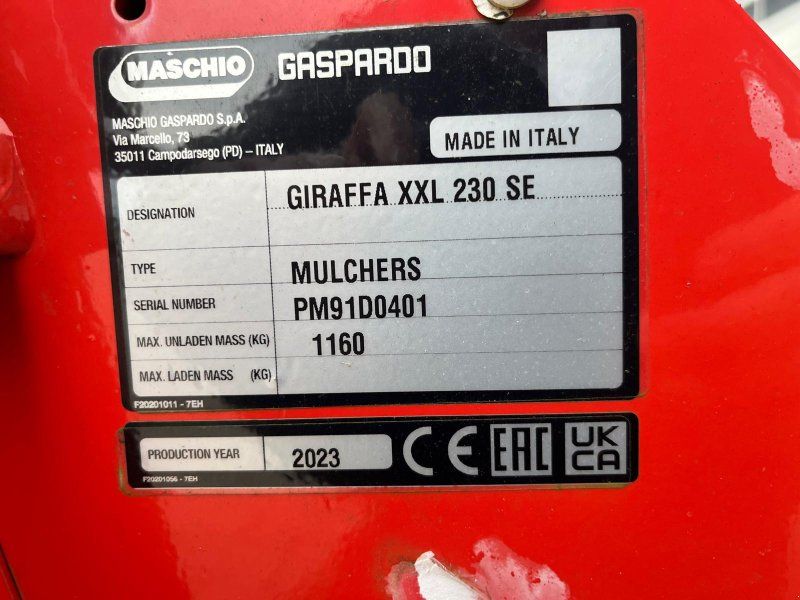 MASCHIO GASPARDO
MASCHIO GASPARDO S.p.A.
Via Marcello, 73
35011 Campodarsego (PD) – ITALY
MADE IN ITALY
DESIGNATION GIRAFFA XXL 230 SE
TYPE MULCHERS
SERIAL NUMBER PM91D0401
MAX. UNLADEN MASS (KG) 1160
MAX. LADEN MASS (KG)
F20201011 - 7EH
PRODUCTION YEAR 2023 CE EAC UK CA
F20201056 - 7EH